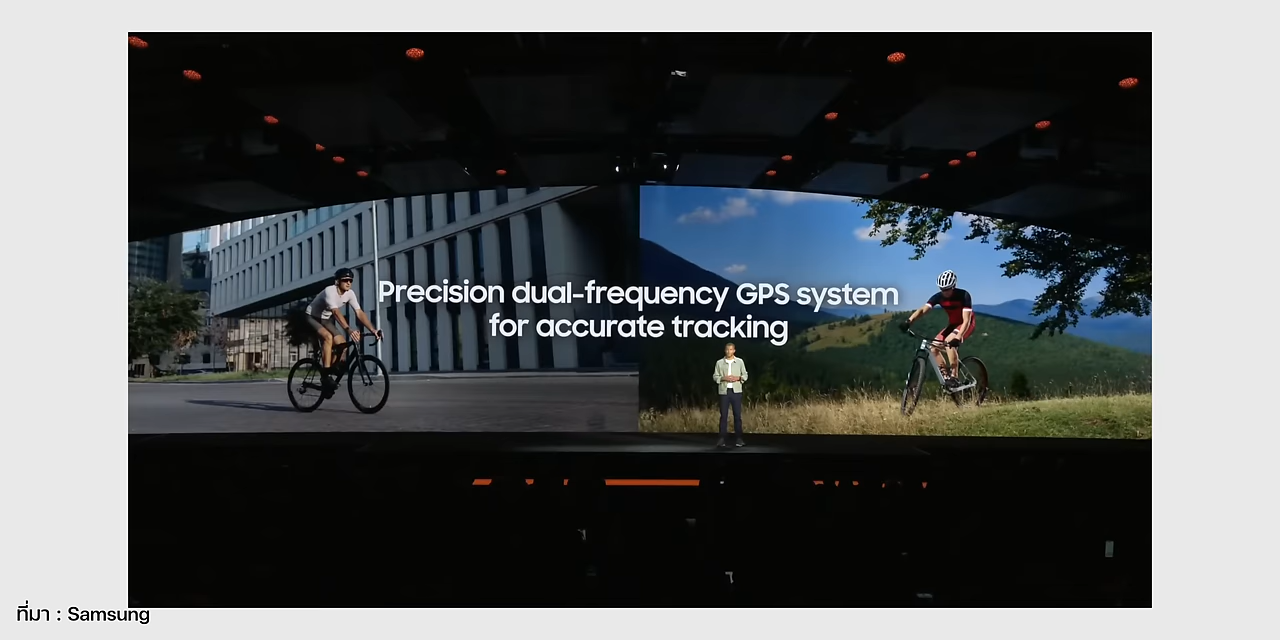 Precision dual-frequency GPS system
for accurate tracking
ที่มา : Samsung